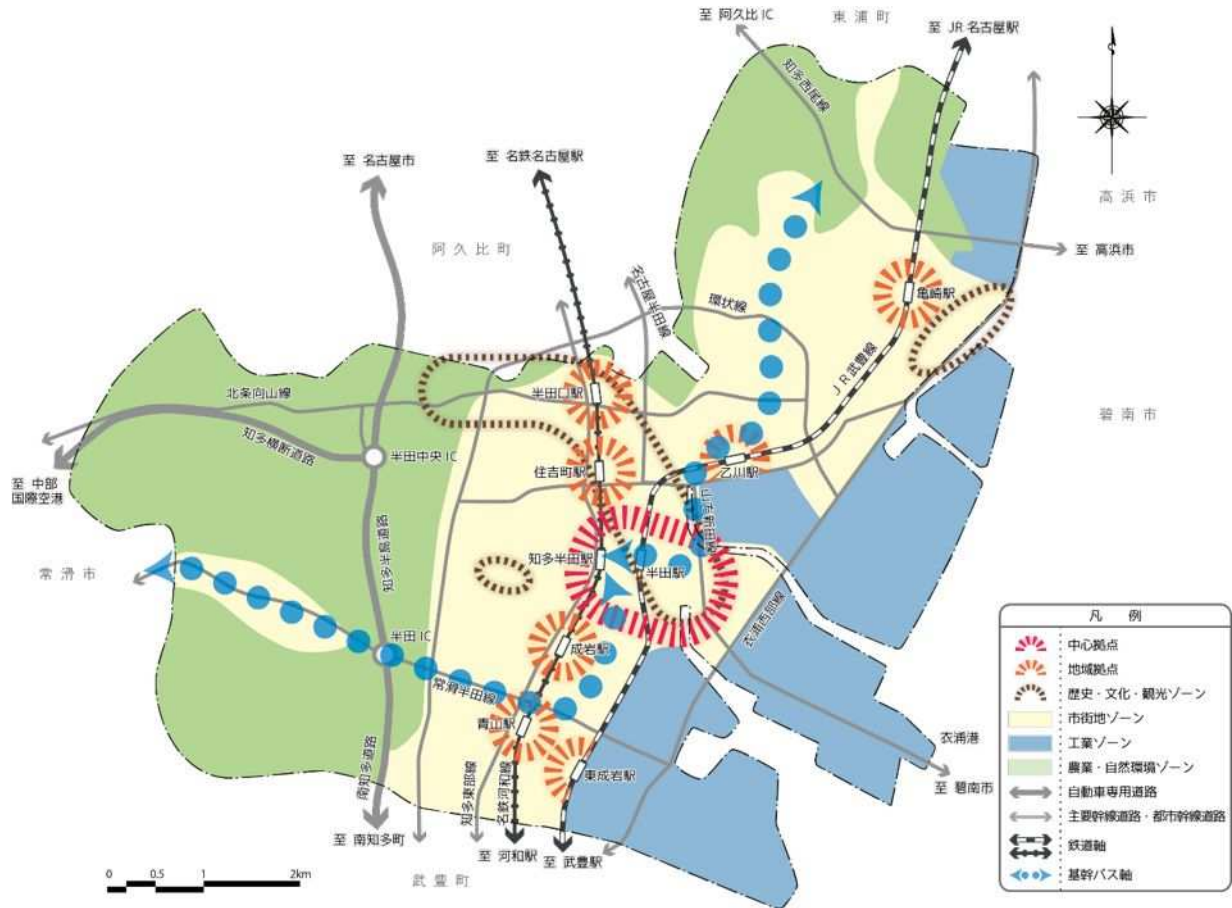 至 阿久比IC
東浦町
至 JR名古屋駅
知多西尾線
至 名古屋市
至 名鉄名古屋駅
高浜市
阿久比町
至 高浜市
名古屋半田線
環状線
亀崎駅
JR武豊線
北条向山線
半田口駅
碧南市
知多横断道路
半田中央IC
住吉町駅
乙川駅
至 中部
国際空港
山方新田線
知多半島道路
知多半田駅
半田駅
常滑市
衣浦西部線
半田IC
成岩駅
常滑半田線
青山駅
衣浦港
東成岩駅
至 碧南市
南知多道路
知多東部線
名鉄河和線
至 南知多町
至 河和駅
至 武豊駅
武豊町
0 0.5 1 2km
凡例
中心拠点
地域拠点
歴史・文化・観光ゾーン
市街地ゾーン
工業ゾーン
農業・自然環境ゾーン
自動車専用道路
主要幹線道路・都市幹線道路
鉄道軸
基幹バス軸